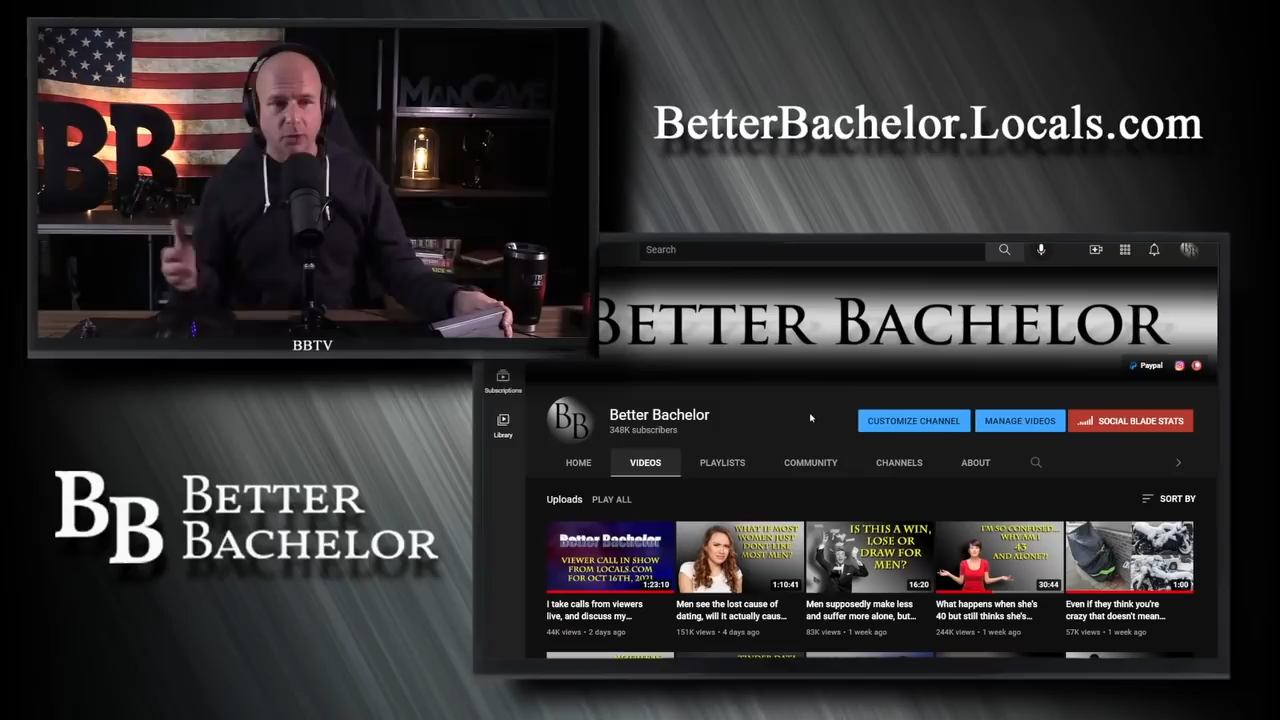 BB
ManCave
BBTV
BetterBachelor.Locals.com
Search
BB
BETTER BACHELOR
Paypal
Subscriptions
Library
BB
Better Bachelor
348K subscribers
CUSTOMIZE CHANNEL
MANAGE VIDEOS
SOCIAL BLADE STATS
HOME
VIDEOS
PLAYLISTS
COMMUNITY
CHANNELS
ABOUT
Uploads
PLAY ALL
SORT BY
Better Bachelor
VIEWER CALL IN SHOW
FROM LOCALS.COM
FOR OCT 16TH, 2021
1:23:10
I take calls from viewers
live, and discuss my...
44K views • 2 days ago
WHAT IF MOST
WOMEN JUST
DONT LIKE
MOST MEN?
1:10:41
Men see the lost cause of
dating, will it actually caus...
151K views • 4 days ago
IS THIS A WIN,
LOSE OR
DRAW FOR
MEN?
16:20
Men supposedly make less
and suffer more alone, but...
83K views • 1 week ago
I'M SO CONFUSED...
WHY AM I
43 AND
ALONE?!
30:44
What happens when she's
40 but still thinks she's...
244K views • 1 week ago
1:00
Even if they think you're
crazy that doesn't mean...
57K views • 1 week ago
BB
BETTER
BACHELOR